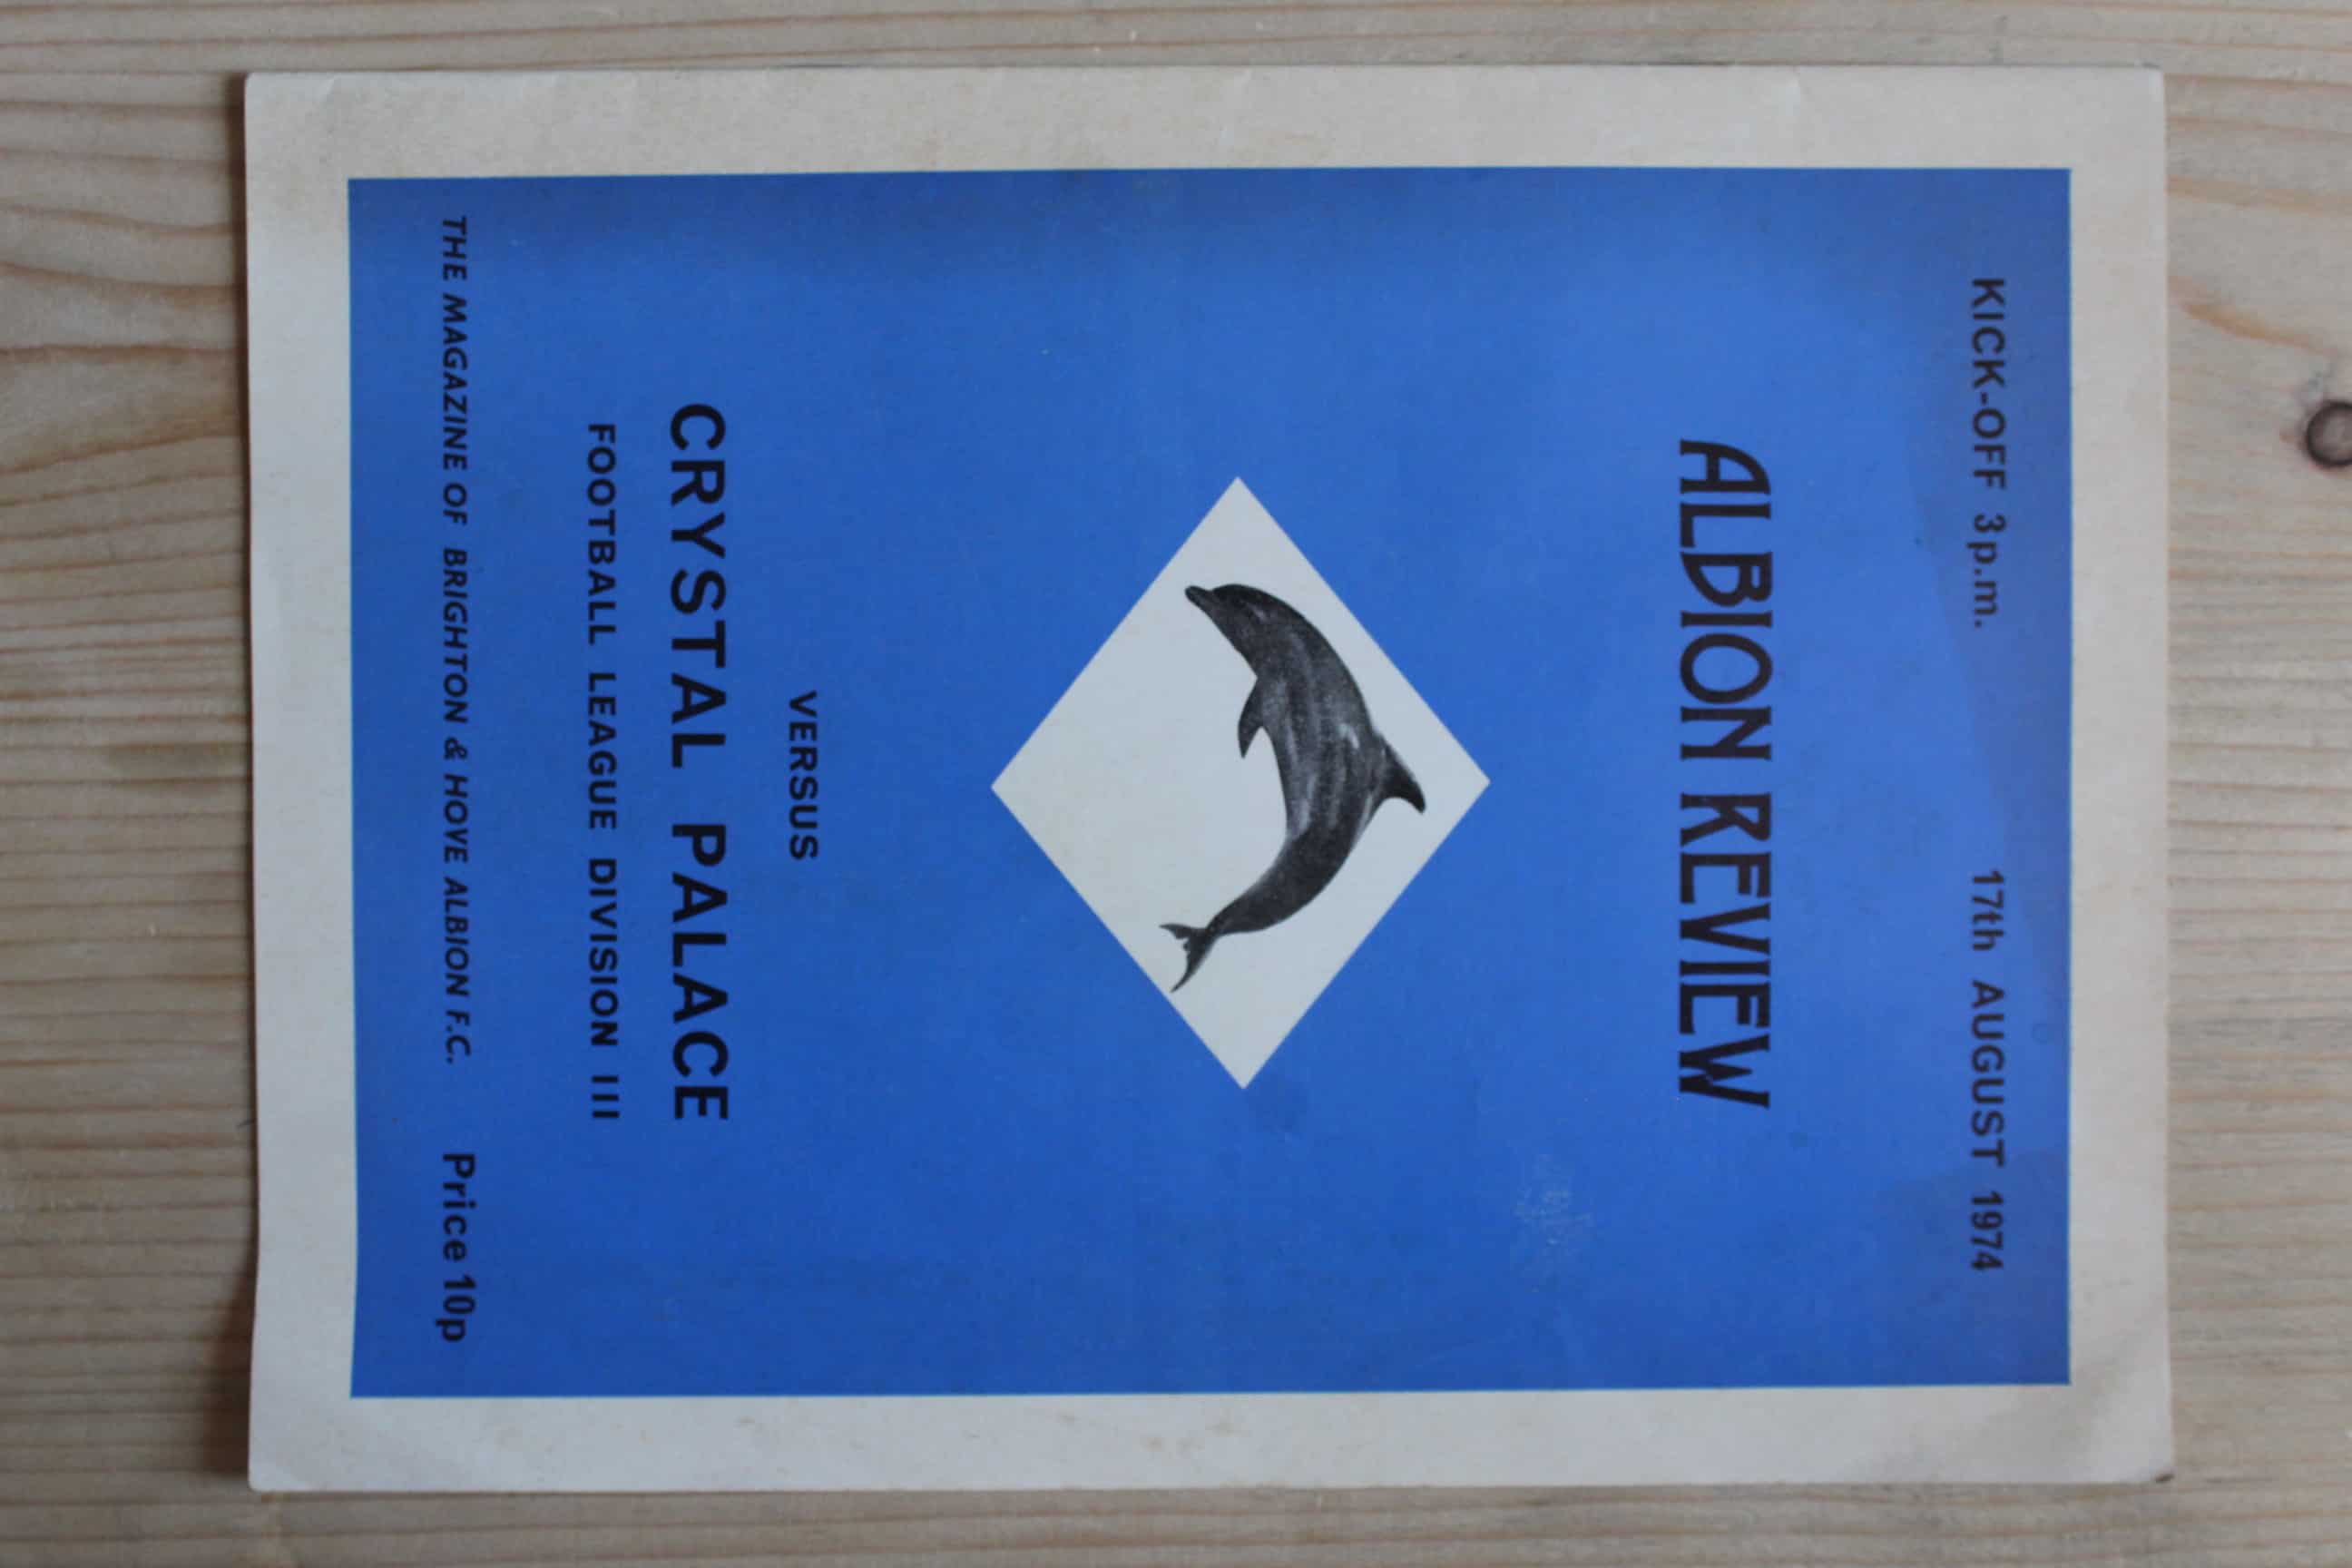 KICK-OFF 3p.m. 17th AUGUST 1974
ALBION REVIEW
VERSUS
CRYSTAL PALACE
FOOTBALL LEAGUE DIVISION III
THE MAGAZINE OF BRIGHTON & HOVE ALBION F.C. Price 10p